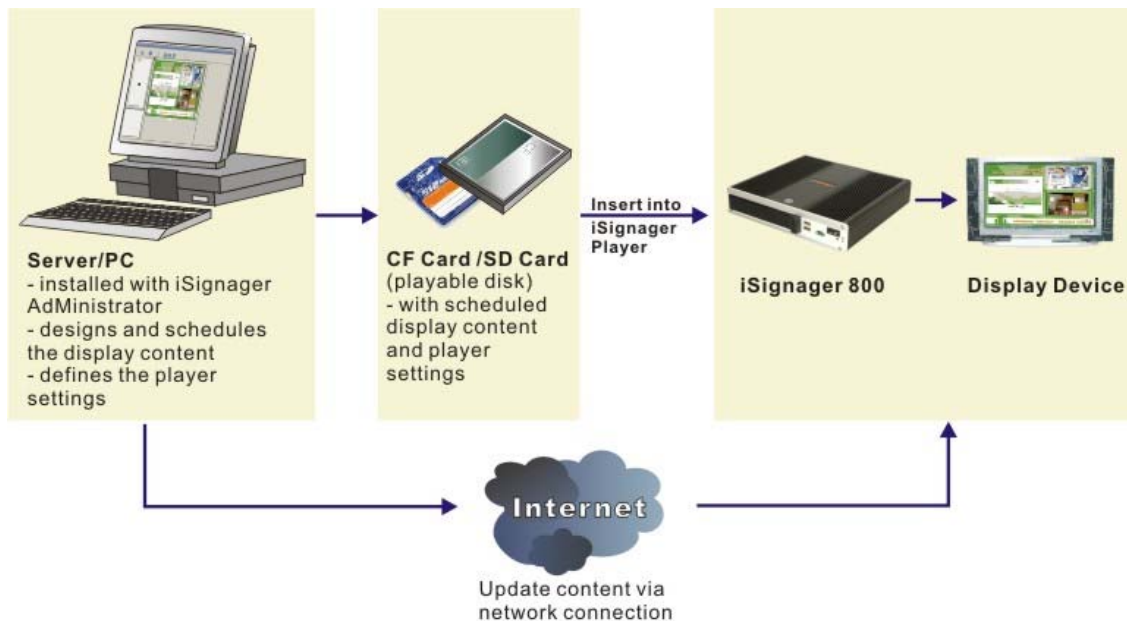 Server/PC
- installed with iSignager
AdMinistrator
- designs and schedules
the display content
- defines the player
settings
CF Card /SD Card
(playable disk)
- with scheduled
display content
and player
settings
Insert into
iSignager
Player
iSignager 800
Display Device
Internet
Update content via
network connection